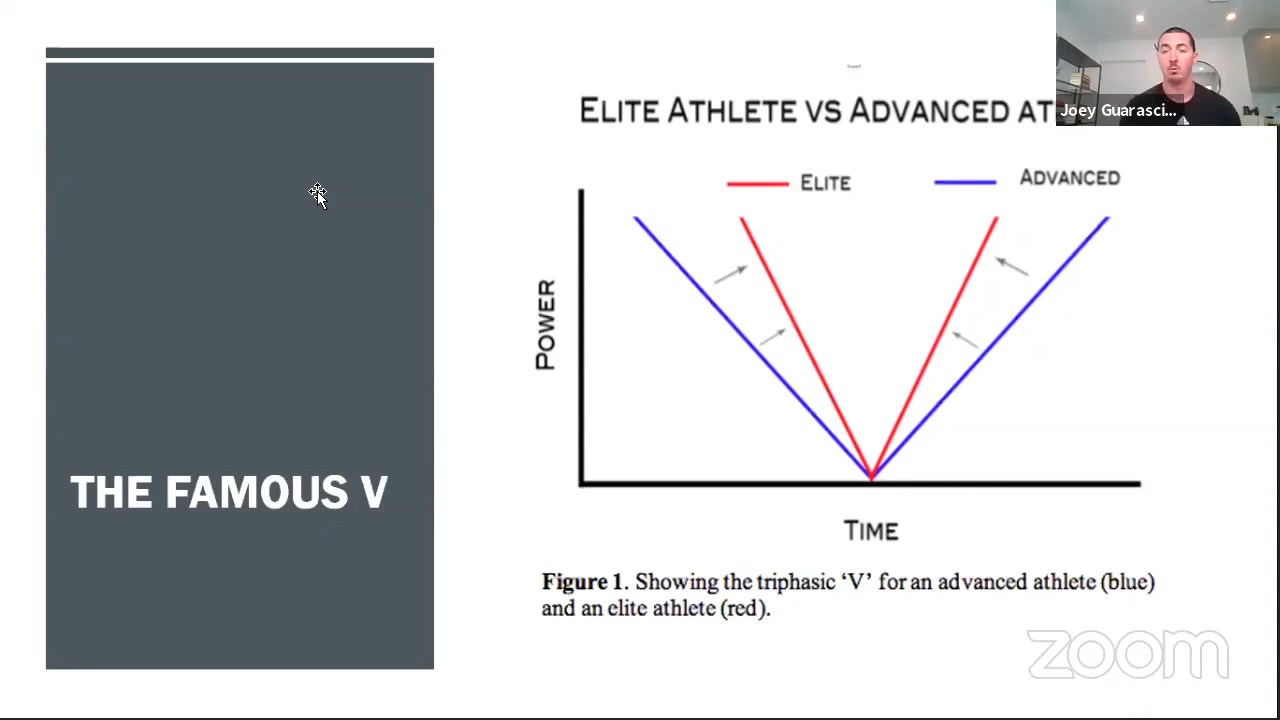 ELITE ATHLETE VS ADVANCED AT
Joey Guarasci...
ELITE
ADVANCED
POWER
THE FAMOUS V
TIME
Figure 1. Showing the triphasic ‘V’ for an advanced athlete (blue)
and an elite athlete (red).
zoom